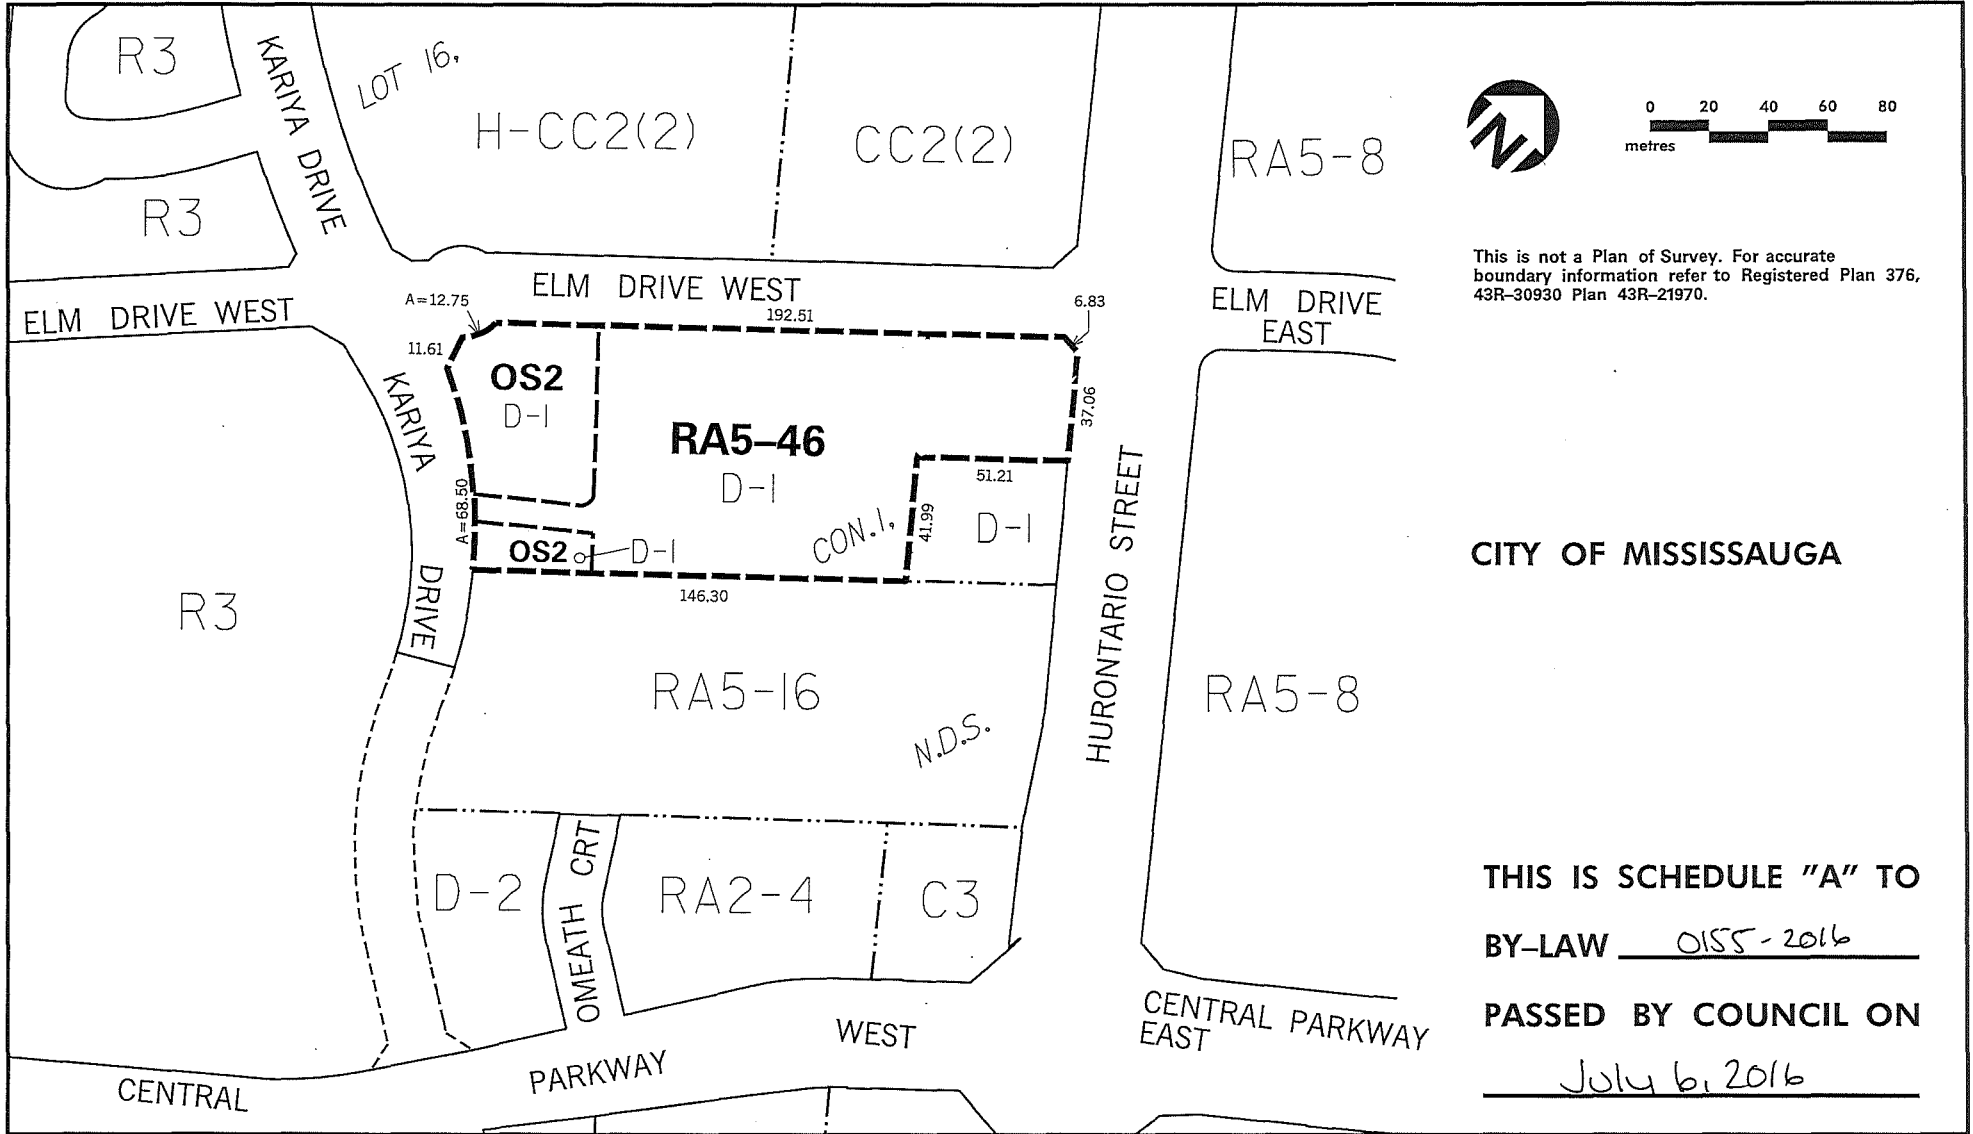 R3
KARIYA DRIVE
LOT 16,
H-CC2(2)
CC2(2)
RA5-8
N
0 20 40 60 80
metres
R3
This is not a Plan of Survey. For accurate
boundary information refer to Registered Plan 376,
43R-30930 Plan 43R-21970.
ELM DRIVE WEST
ELM DRIVE WEST
ELM DRIVE
EAST
A=12.75
192.51
6.83
11.61
OS2
D-1
KARIYA
DRIVE
37.06
RA5-46
D-1
51.21
41.99
D-1
CON.1,
A=68.50
OS2
D-1
146.30
HURONTARIO STREET
CITY OF MISSISSAUGA
R3
RA5-16
N.D.S.
RA5-8
D-2
OMEATH CRT
RA2-4
C3
CENTRAL
PARKWAY
WEST
CENTRAL PARKWAY
EAST
THIS IS SCHEDULE "A" TO
BY-LAW 0155-2016
PASSED BY COUNCIL ON
July 6, 2016